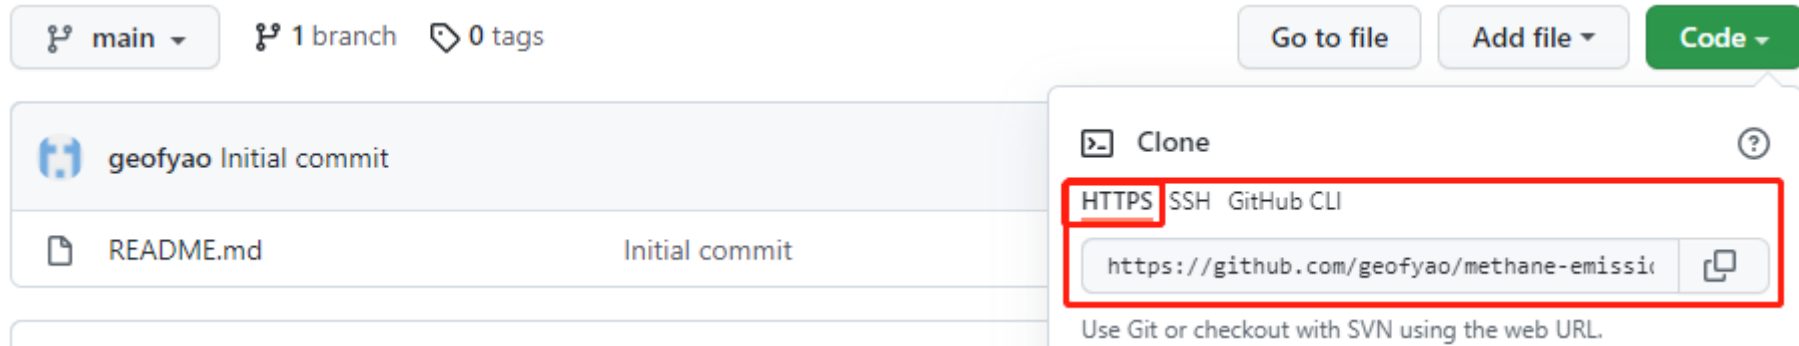 main 1 branch 0 tags Go to file Add file Code
geofyao Initial commit
Clone
HTTPS SSH GitHub CLI
README.md Initial commit
https://github.com/geofyao/methane-emissi
Use Git or checkout with SVN using the web URL.